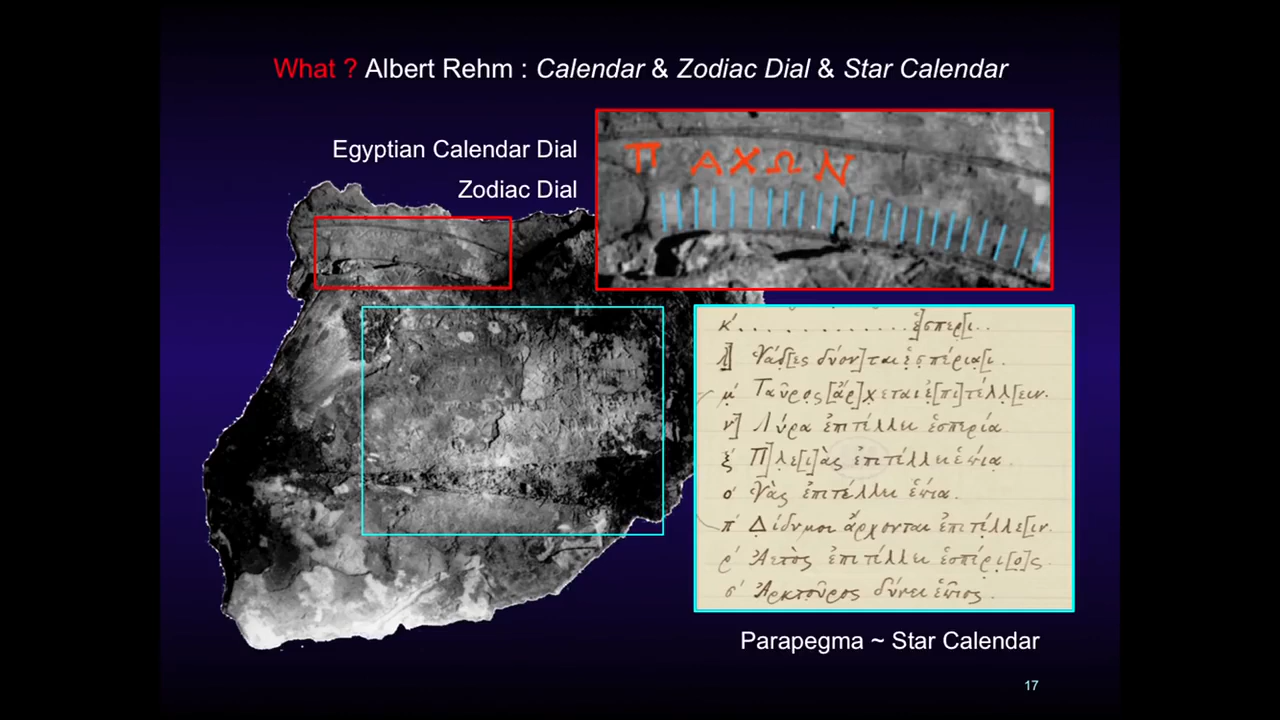 What ? Albert Rehm : Calendar & Zodiac Dial & Star Calendar
Egyptian Calendar Dial
Zodiac Dial
ΠΑΧΩΝ
κ' . . . . . . . . . . . . . ἑ]σπερ[ι..
λ] Ὑάδ[ες δύον]ται ἑσπέρια[ι.
μ' Ταῦρος [ἄρ]χεται ἐ[πι]τέλλ[ειν.
ν] Λύρα ἐπιτέλλει ἑσπερία.
ξ' Π]λε[ι]ὰς ἐπιτέλλει ἑῴα.
ο' Ὑὰς ἐπιτέλλει ἑῴα.
π' Δίδυμοι ἄρχονται ἐπιτέλλε[ιν.
ρ' Ἀετὸς ἐπιτέλλει ἑσπέρι[ο]ς.
σ' Ἀρκτοῦρος δύνει ἑῷος.
Parapegma ~ Star Calendar
17